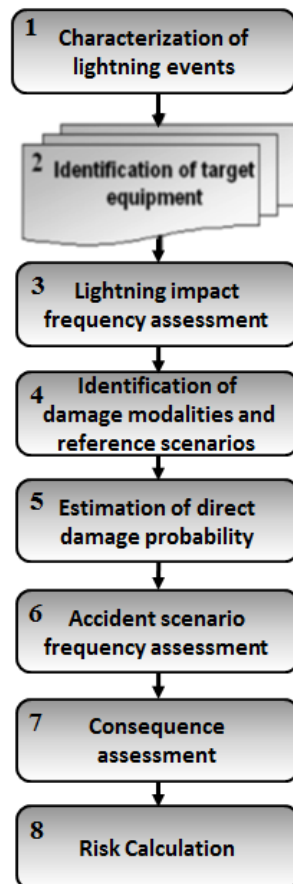 1
Characterization of
lightning events
2
Identification of target
equipment
3
Lightning impact
frequency assessment
4
Identification of
damage modalities and
reference scenarios
5
Estimation of direct
damage probability
6
Accident scenario
frequency assessment
7
Consequence
assessment
8
Risk Calculation